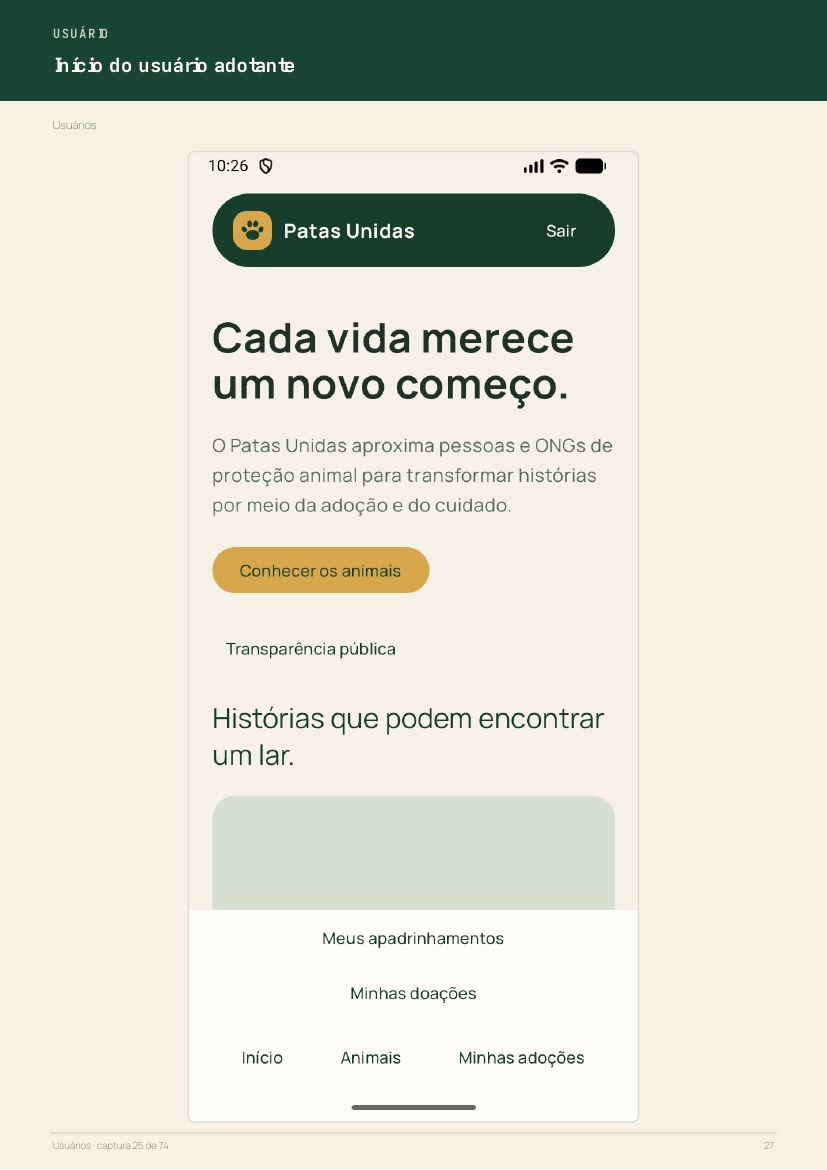 USUÁRIO
Início do usuário adotante
Usuários
10:26
Patas Unidas
Sair
Cada vida merece
um novo começo.
O Patas Unidas aproxima pessoas e ONGs de
proteção animal para transformar histórias
por meio da adoção e do cuidado.
Conhecer os animais
Transparência pública
Histórias que podem encontrar
um lar.
Meus apadrinhamentos
Minhas doações
Início Animais Minhas adoções
Usuários · captura 25 de 74 27